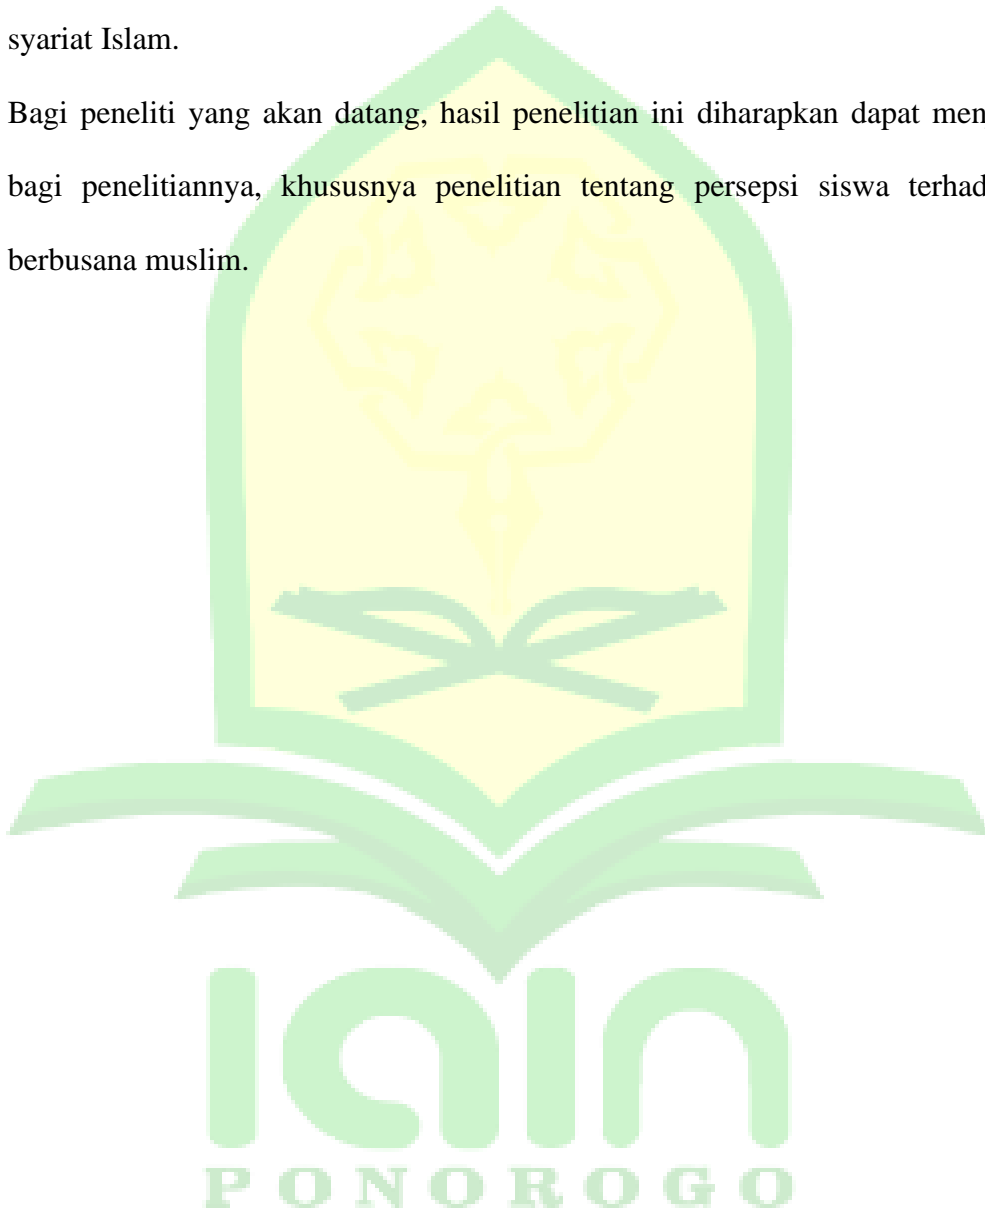 syariat Islam.
Bagi peneliti yang akan datang, hasil penelitian ini diharapkan dapat men
bagi penelitiannya, khususnya penelitian tentang persepsi siswa terhad
berbusana muslim.
iain
PONOROGO